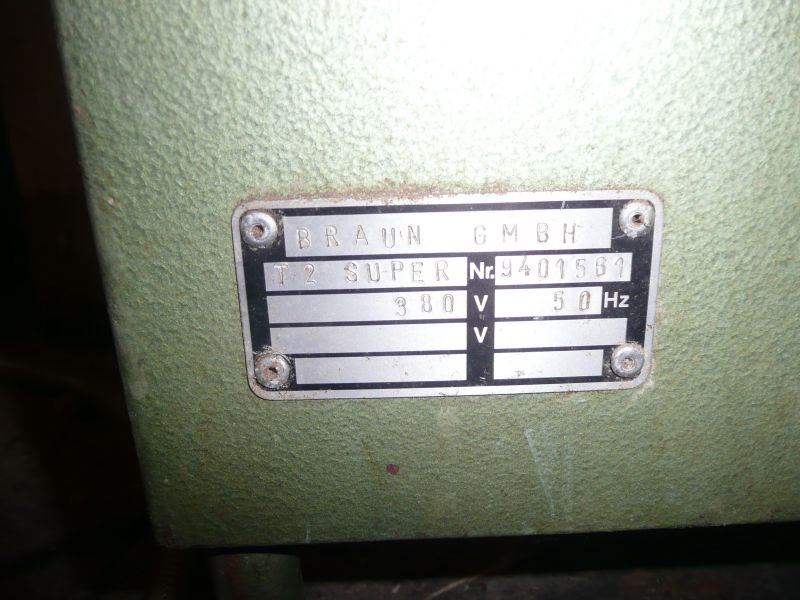 BRAUN GMBH
T2 SUPER Nr. 9401561
380 V 50 Hz
V